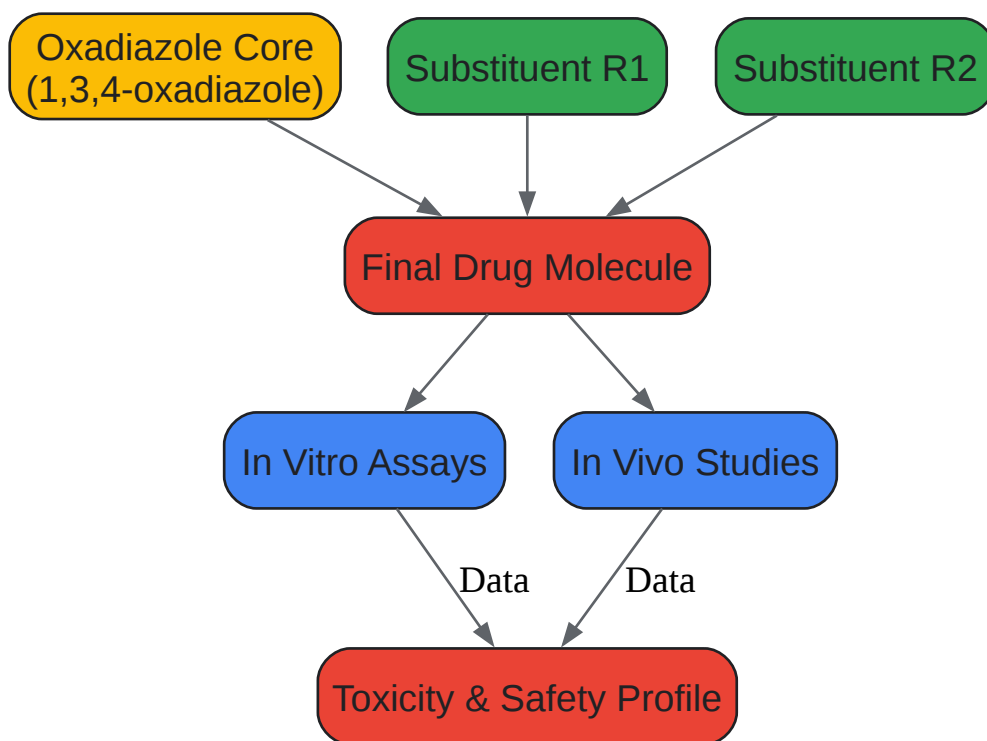 Oxadiazole Core
(1,3,4-oxadiazole)
Substituent R1
Substituent R2
Final Drug Molecule
In Vitro Assays
In Vivo Studies
Data
Data
Toxicity & Safety Profile